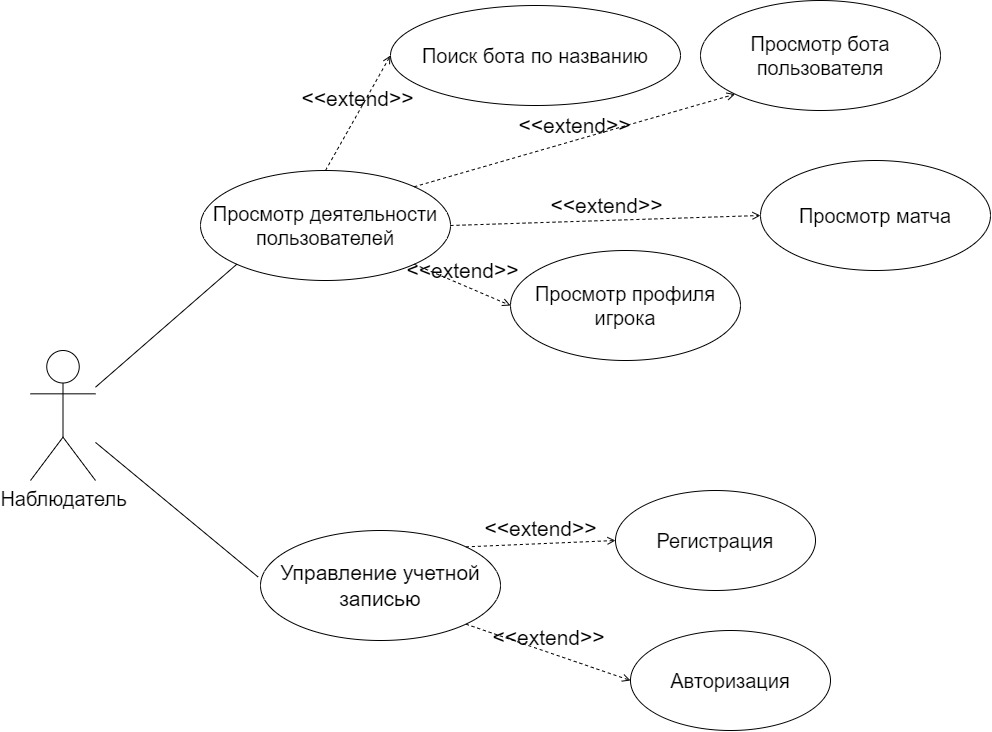 Поиск бота по названию
Просмотр бота
пользователя
<<extend>>
<<extend>>
Просмотр деятельности
пользователей
<<extend>>
Просмотр матча
<<extend>>
Просмотр профиля
игрока
Наблюдатель
Управление учетной
записью
<<extend>>
Регистрация
<<extend>>
Авторизация